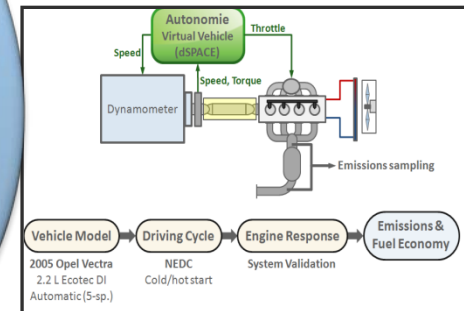 Autonomie
Virtual Vehicle
(dSPACE)
Speed
Throttle
Speed, Torque
Dynamometer
Emissions sampling
Vehicle Model
Driving Cycle
Engine Response
Emissions &
Fuel Economy
2005 Opel Vectra
NEDC
System Validation
2.2 L Ecotec DI
Cold/hot start
Automatic (5-sp.)